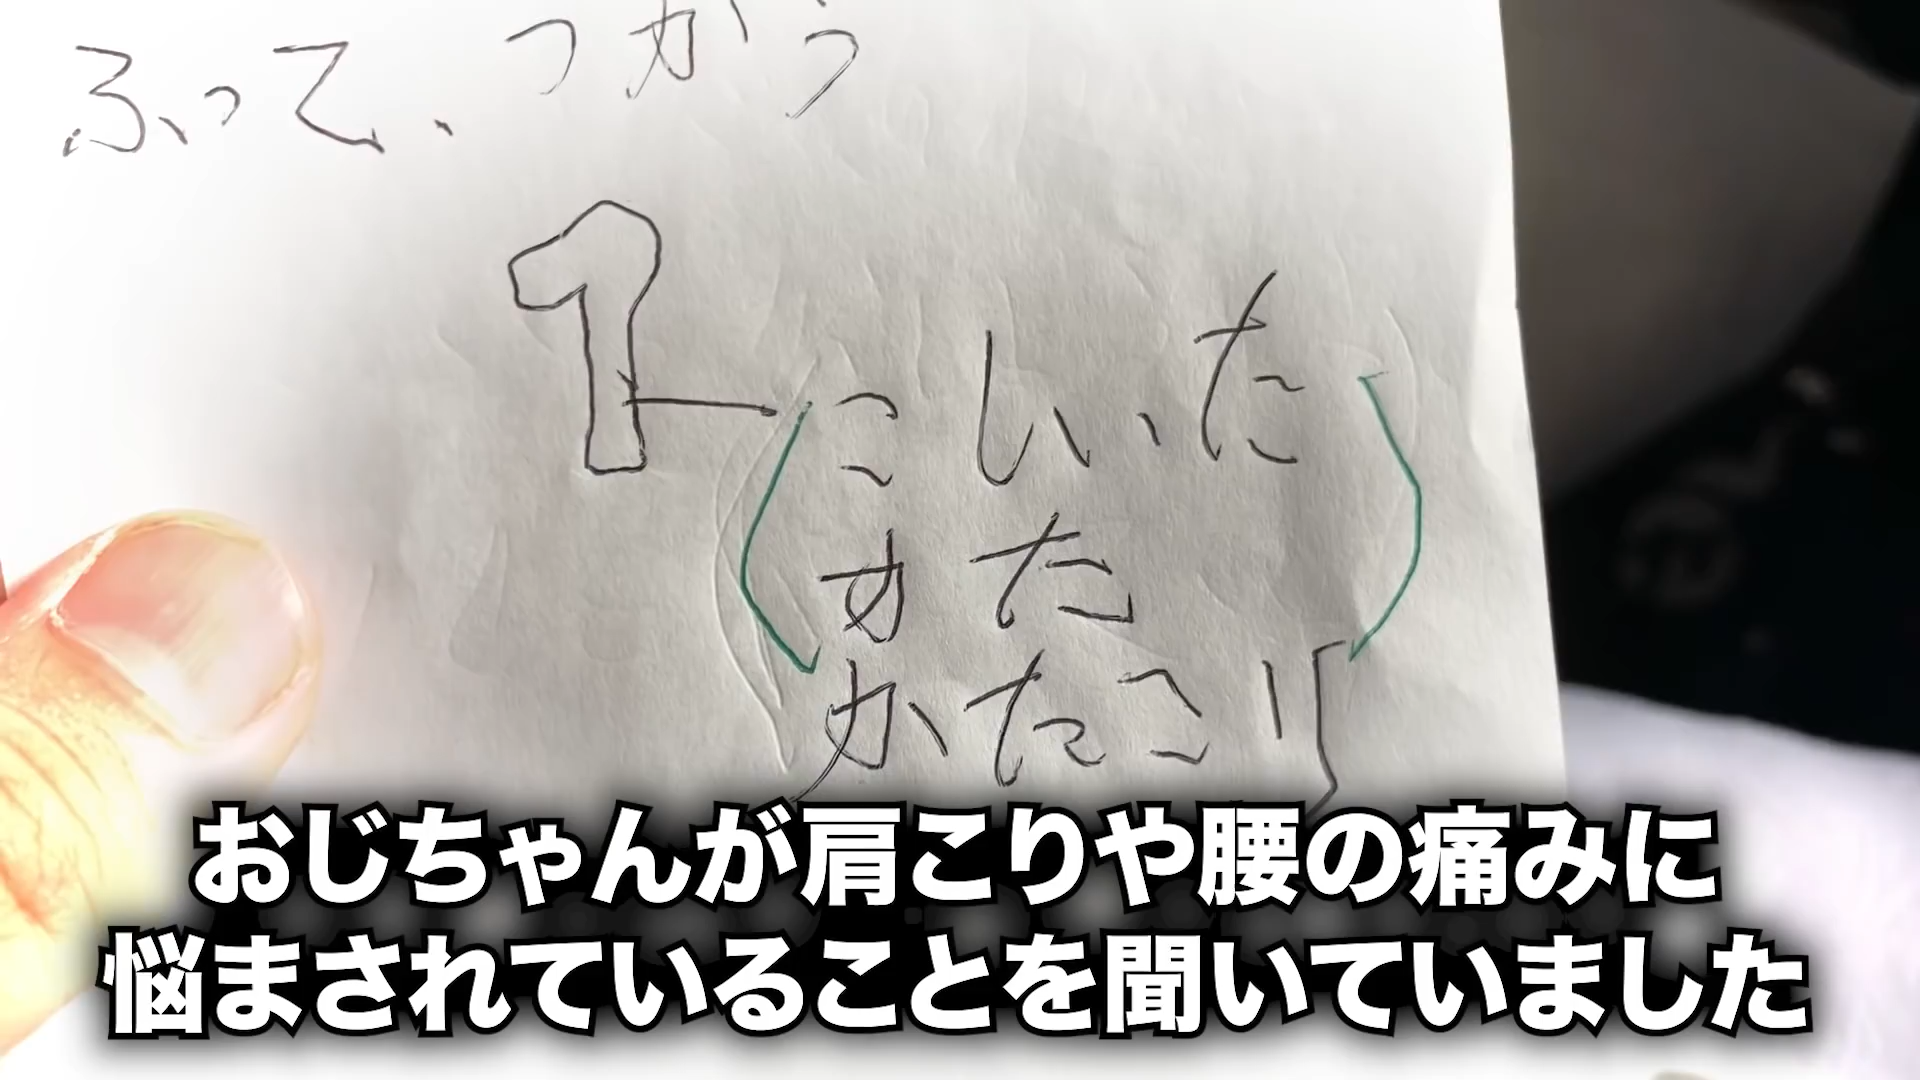 ふって、つかう
こしいた
かた
かたこり
おじちゃんが肩こりや腰の痛みに
悩まされていることを聞いていました